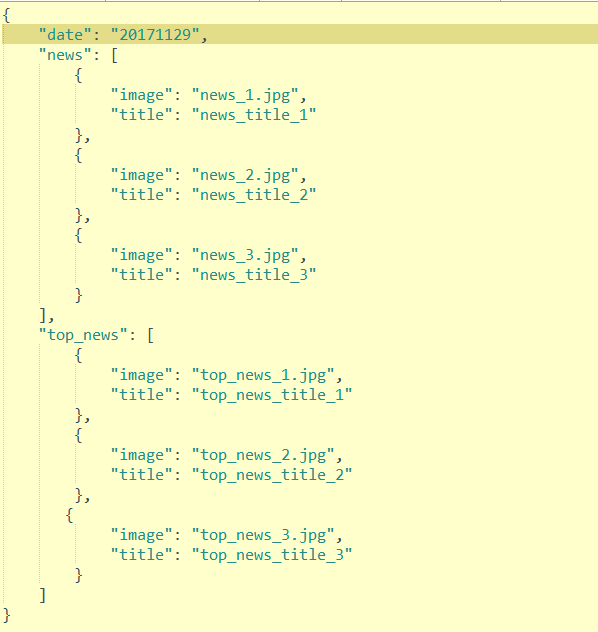 {
    "date": "20171129",
    "news": [
        {
            "image": "news_1.jpg",
            "title": "news_title_1"
        },
        {
            "image": "news_2.jpg",
            "title": "news_title_2"
        },
        {
            "image": "news_3.jpg",
            "title": "news_title_3"
        }
    ],
    "top_news": [
        {
            "image": "top_news_1.jpg",
            "title": "top_news_title_1"
        },
        {
            "image": "top_news_2.jpg",
            "title": "top_news_title_2"
        },
       {
            "image": "top_news_3.jpg",
            "title": "top_news_title_3"
        }
    ]
}